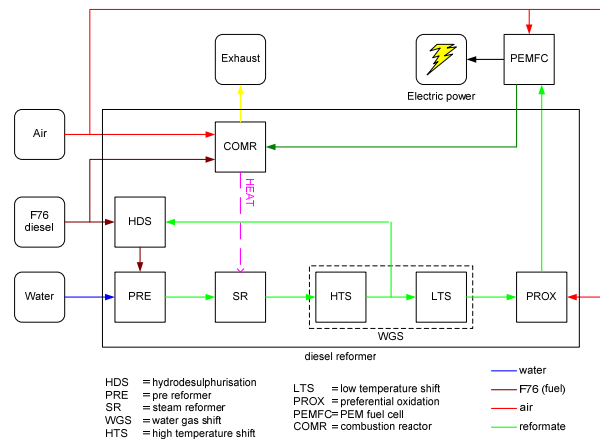 Exhaust
PEMFC
Electric power
Air
COMR
HEAT
F76
diesel
HDS
Water
PRE
SR
HTS
LTS
PROX
WGS
diesel reformer
HDS = hydrodesulphurisation
PRE = pre reformer
SR = steam reformer
WGS = water gas shift
HTS = high temperature shift
LTS = low temperature shift
PROX = preferential oxidation
PEMFC = PEM fuel cell
COMR = combustion reactor
water
F76 (fuel)
air
reformate